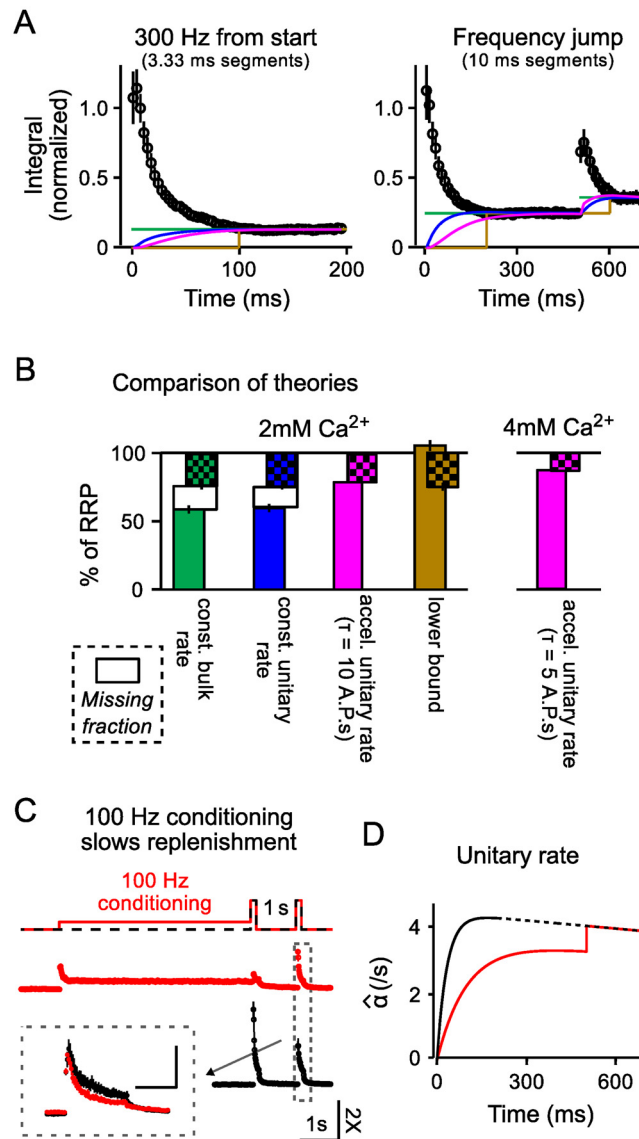 A
300 Hz from start
(3.33 ms segments)
Frequency jump
(10 ms segments)
Integral
(normalized)
1.0
0.5
0
0 100 200
Time (ms)
1.0
0.5
0
0 300 600
Time (ms)
B
Comparison of theories
2mM Ca2+
4mM Ca2+
% of RRP
100
50
0
const. bulk
rate
const. unitary
rate
accel. unitary rate
(τ = 10 A.P.s)
lower bound
accel. unitary rate
(τ = 5 A.P.s)
Missing
fraction
C
100 Hz conditioning
slows replenishment
100 Hz
conditioning
1 s
1s
2X
D
Unitary rate
α̂ (/s)
4
2
0
0 300 600
Time (ms)